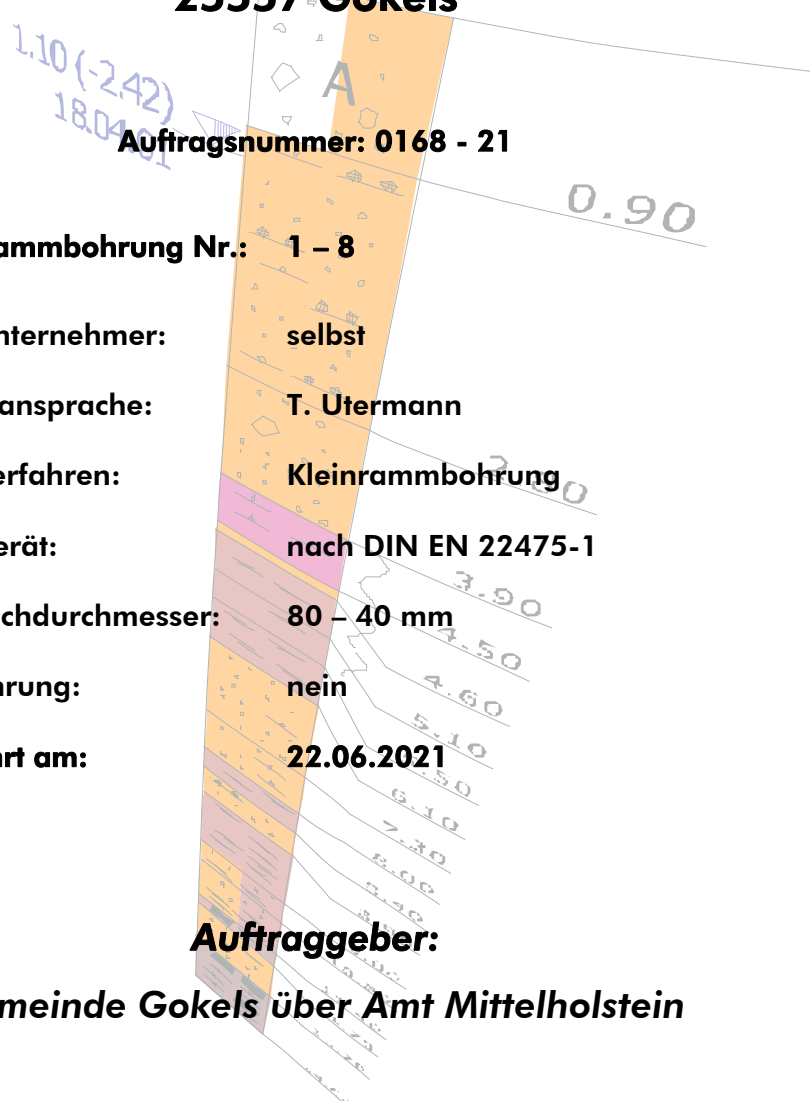 25557 Gokels
1.10 (-2.42)
18.04.01
A
Auftragsnummer: 0168 - 21
0.90
ammbohrung Nr.: 1 – 8
nternehmer: selbst
ansprache: T. Utermann
erfahren: Kleinrammbohrung
erät: nach DIN EN 22475-1
3.90
4.50
chdurchmesser: 80 – 40 mm
4.60
hrung: nein
5.10
rt am: 22.06.2021
6.10
7.30
8.00
Auftraggeber:
meinde Gokels über Amt Mittelholstein